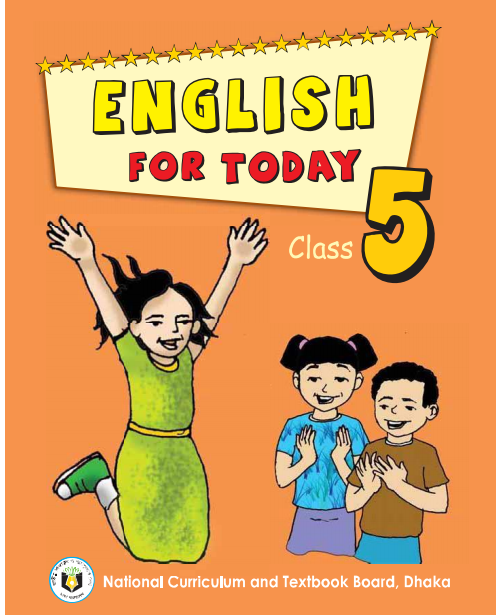 ENGLISH
FOR TODAY
Class 5
National Curriculum and Textbook Board, Dhaka